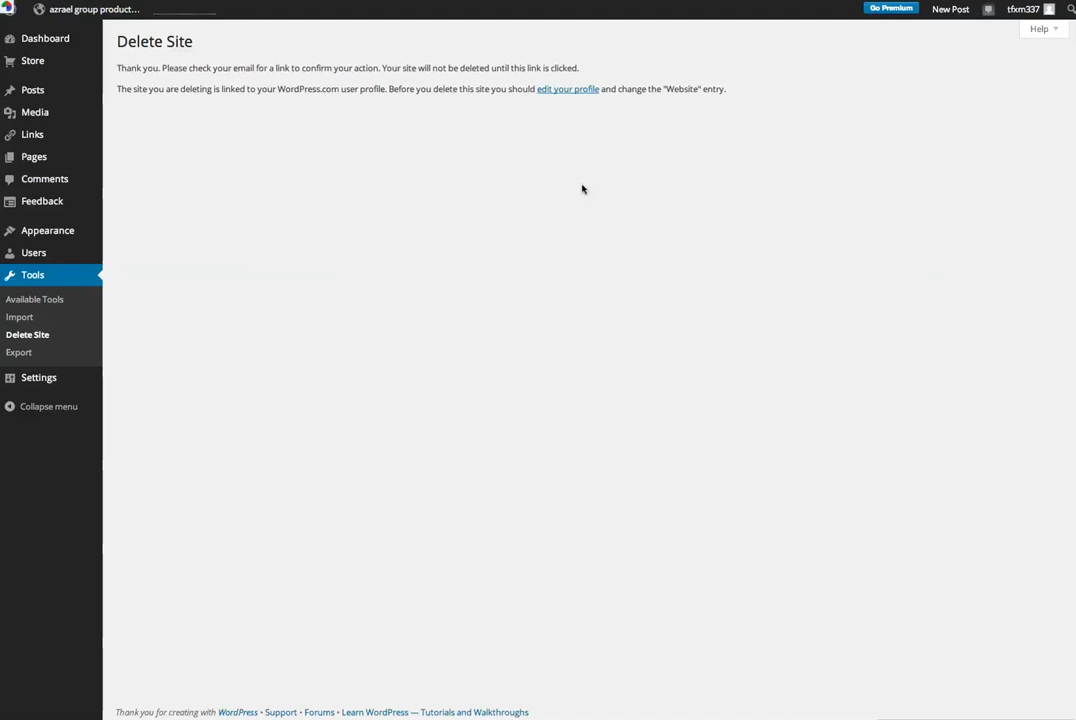 azrael group product...
Go Premium
New Post
tfxm337
Help
Dashboard
Store
Posts
Media
Links
Pages
Comments
Feedback
Appearance
Users
Tools
Available Tools
Import
Delete Site
Export
Settings
Collapse menu
Delete Site
Thank you. Please check your email for a link to confirm your action. Your site will not be deleted until this link is clicked.
The site you are deleting is linked to your WordPress.com user profile. Before you delete this site you should edit your profile and change the "Website" entry.
Thank you for creating with WordPress • Support • Forums • Learn WordPress — Tutorials and Walkthroughs